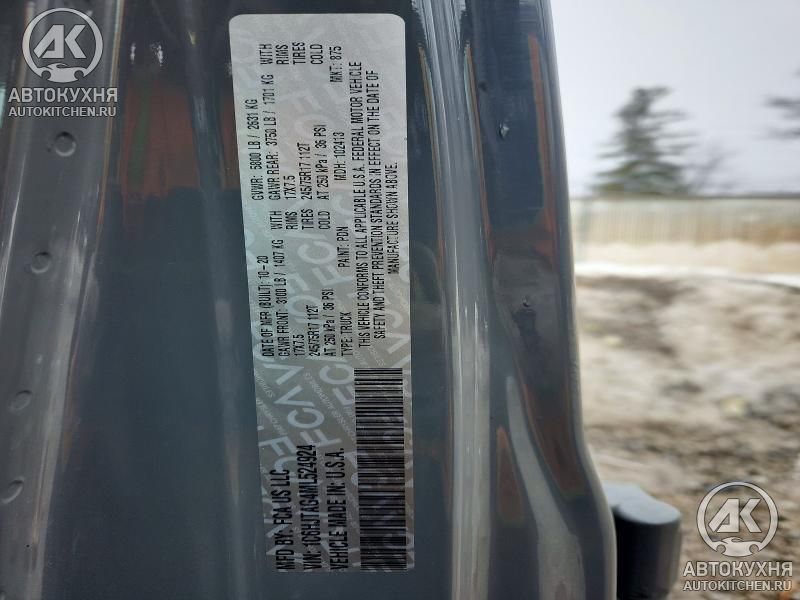 AK
АВТОКУХНЯ
AUTOKITCHEN.RU
MFD BY: FCA US LLC
DATE OF MFR (BUILT): 10-20
GVWR: 5800 LB / 2631 KG
GAWR FRONT: 3100 LB / 1407 KG WITH
17X7.5 RIMS
245/75R17 112T TIRES
AT 250 kPa / 36 PSI COLD
GAWR REAR: 3750 LB / 1701 KG WITH
17X7.5 RIMS
245/75R17 112T TIRES
AT 250 kPa / 36 PSI COLD
VIN: 1C6HJTAG4ML524924
TYPE: TRUCK PAINT: PDN MDH: 102413 MKT: 875
VEHICLE MADE IN: U.S.A.
THIS VEHICLE CONFORMS TO ALL APPLICABLE U.S.A. FEDERAL MOTOR VEHICLE
SAFETY AND THEFT PREVENTION STANDARDS IN EFFECT ON THE DATE OF
MANUFACTURE SHOWN ABOVE.
AK
АВТОКУХНЯ
AUTOKITCHEN.RU